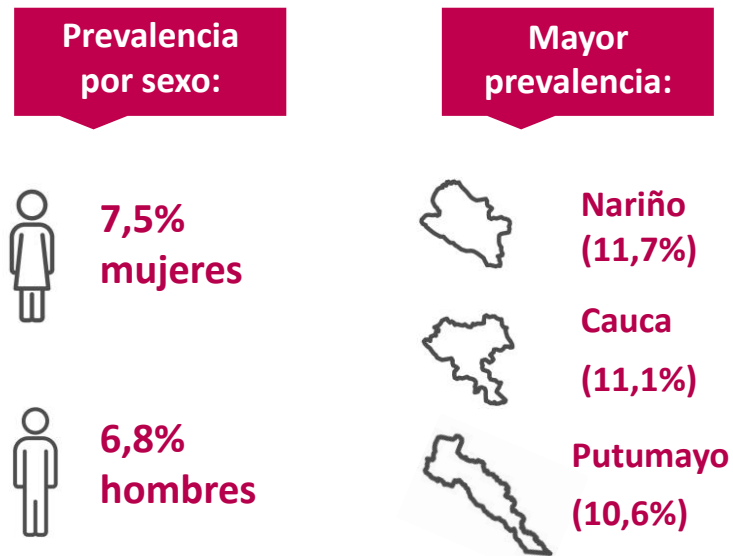 Prevalencia
por sexo:
7,5%
mujeres
6,8%
hombres
Mayor
prevalencia:
Nariño
(11,7%)
Cauca
(11,1%)
Putumayo
(10,6%)